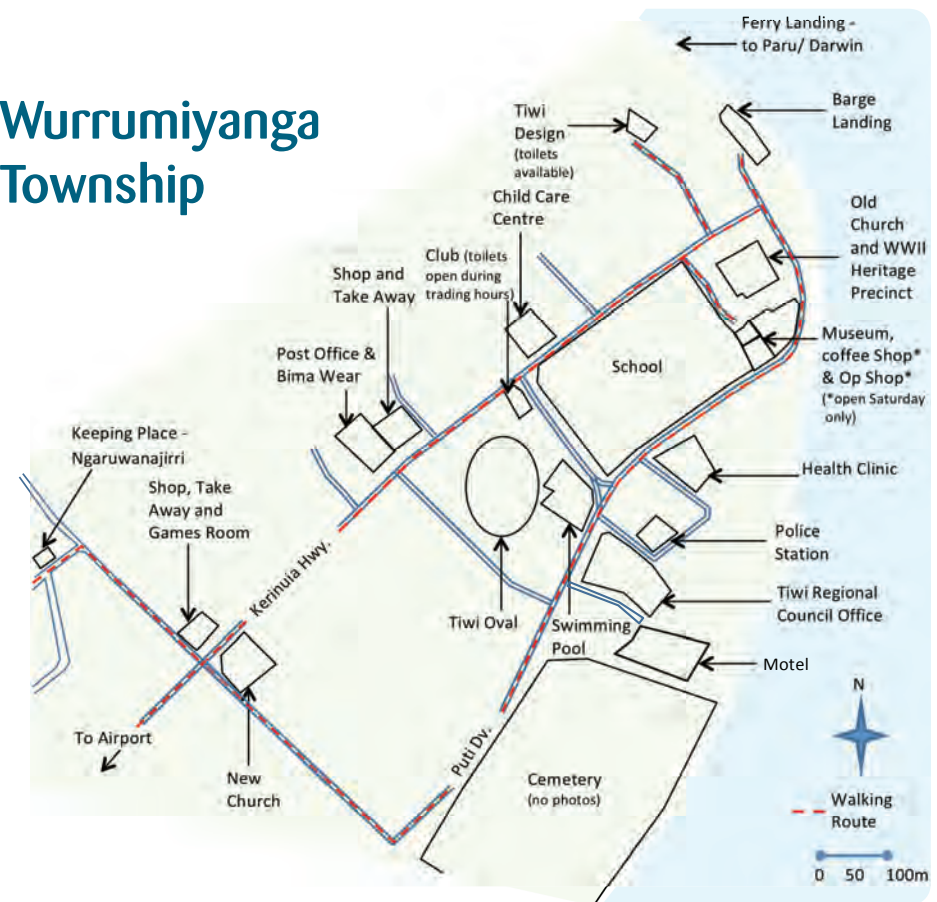 Wurrumiyanga
Township
Ferry Landing -
to Paru/ Darwin
Barge
Landing
Tiwi
Design
(toilets
available)
Child Care
Centre
Old
Church
and WWII
Heritage
Precinct
Club (toilets
open during
trading hours)
Shop and
Take Away
Post Office &
Bima Wear
School
Museum,
coffee Shop*
& Op Shop*
(*open Saturday
only)
Keeping Place -
Ngaruwanajirri
Shop, Take
Away and
Games Room
Health Clinic
Police
Station
Kerinuia Hwy.
Tiwi Oval
Swimming
Pool
Tiwi Regional
Council Office
Motel
To Airport
New
Church
Puti Dv.
Cemetery
(no photos)
N
Walking
Route
0 50 100m